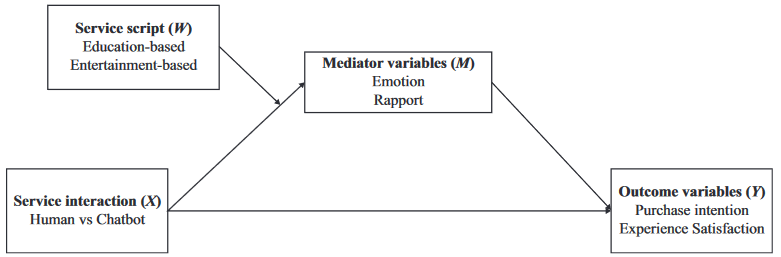 Service script (W)
Education-based
Entertainment-based
Mediator variables (M)
Emotion
Rapport
Service interaction (X)
Human vs Chatbot
Outcome variables (Y)
Purchase intention
Experience Satisfaction